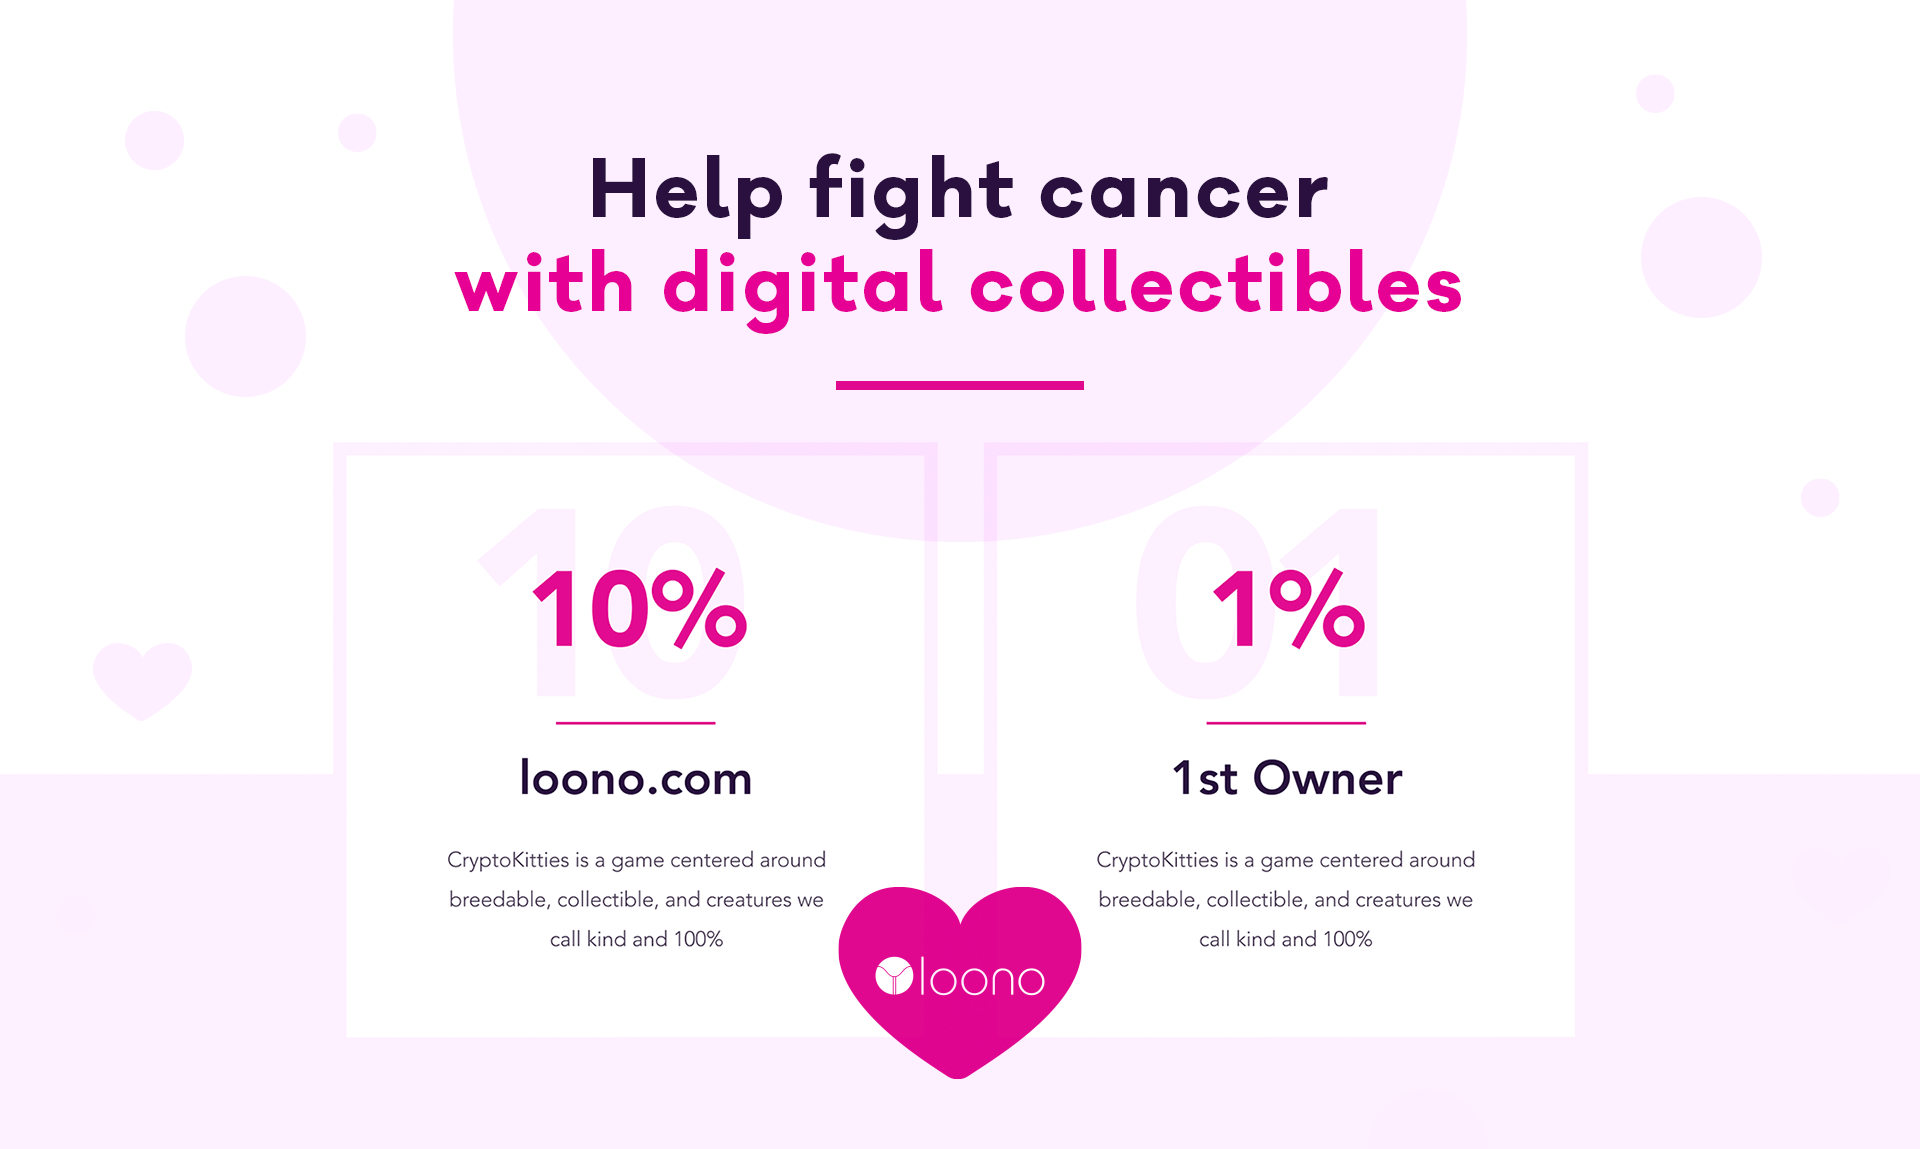 Help fight cancer
with digital collectibles
10
10%
loono.com
CryptoKitties is a game centered around
breedable, collectible, and creatures we
call kind and 100%
01
1%
1st Owner
CryptoKitties is a game centered around
breedable, collectible, and creatures we
call kind and 100%
loono